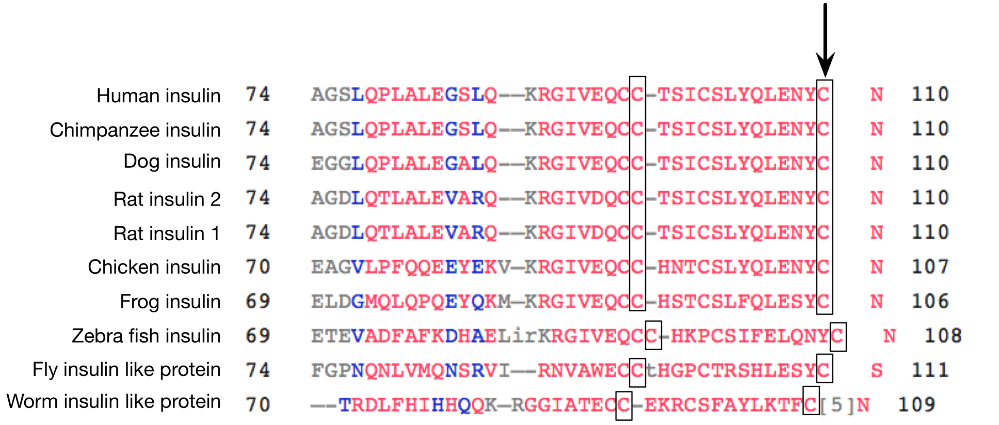 Human insulin 74 AGSLQPLALEGSLQ--KRGIVEQCC-TSICSLYQLENYC N 110
Chimpanzee insulin 74 AGSLQPLALEGSLQ--KRGIVEQCC-TSICSLYQLENYC N 110
Dog insulin 74 EGGLQPLALEGALQ--KRGIVEQCC-TSICSLYQLENYC N 110
Rat insulin 2 74 AGDLQTLALEVARQ--KRGIVDQCC-TSICSLYQLENYC N 110
Rat insulin 1 74 AGDLQTLALEVARQ--KRGIVDQCC-TSICSLYQLENYC N 110
Chicken insulin 70 EAGVLPFQQEEYEKV-KRGIVEQCC-HNTCSLYQLENYC N 107
Frog insulin 69 ELDGMQLQPQEYQKM-KRGIVEQCC-HSTCSLFQLESYC N 106
Zebra fish insulin 69 ETEVADFAFKDHAELirKRGIVEQCC-HKPCSIFELQNYC N 108
Fly insulin like protein 74 FGPNQNLVMQNSRVI--RNVAWECCtHGPCTRSHLESYC S 111
Worm insulin like protein 70 --TRDLFHIHHQQK-RGGIATECC-EKRCSFAYLKTFC[5]N 109